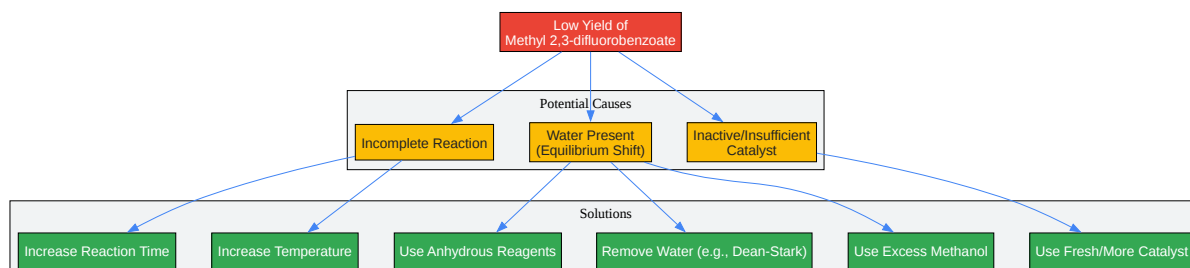 Low Yield of
Methyl 2,3-difluorobenzoate
Potential Causes
Incomplete Reaction
Water Present
(Equilibrium Shift)
Inactive/Insufficient
Catalyst
Solutions
Increase Reaction Time
Increase Temperature
Use Anhydrous Reagents
Remove Water (e.g., Dean-Stark)
Use Excess Methanol
Use Fresh/More Catalyst